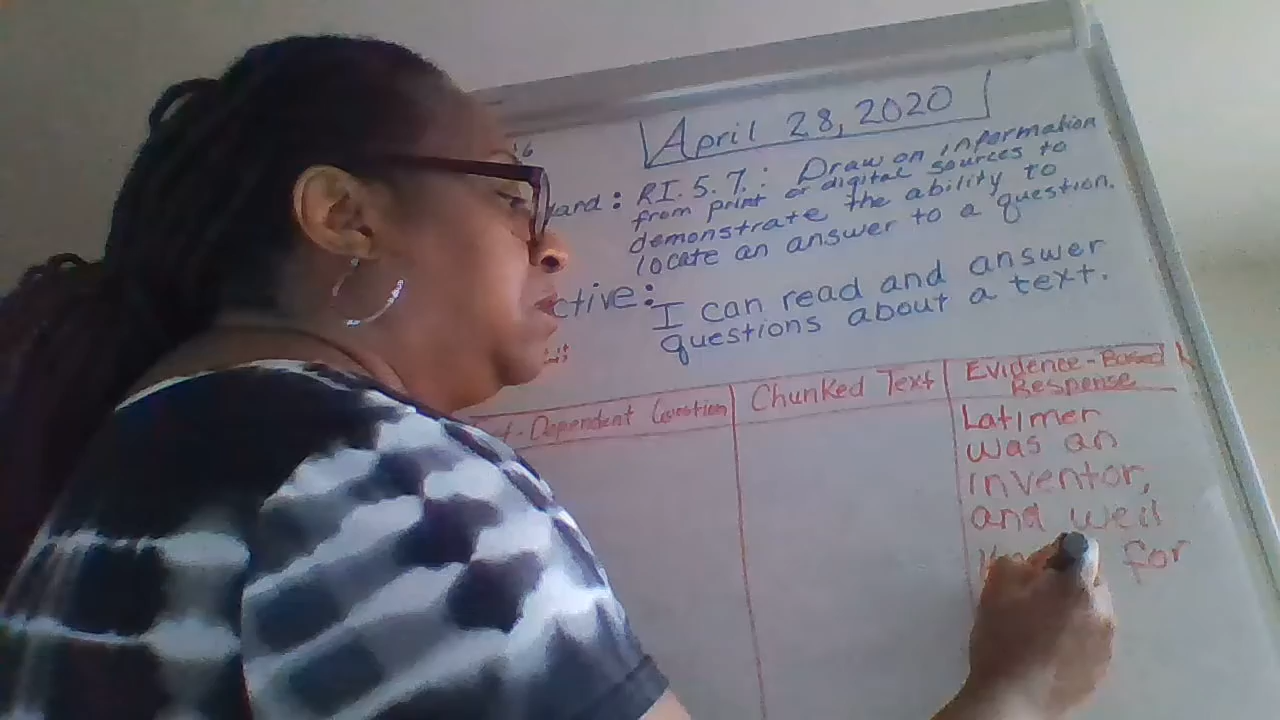 April 28, 2020
dard: RI.5.7.: Draw on information
from print or digital sources to
demonstrate the ability to
locate an answer to a question.
ctive: I can read and answer
questions about a text.
t-Dependent Question
Chunked Text
Evidence-Based
Response
Latimer
was an
inventor,
and well
for